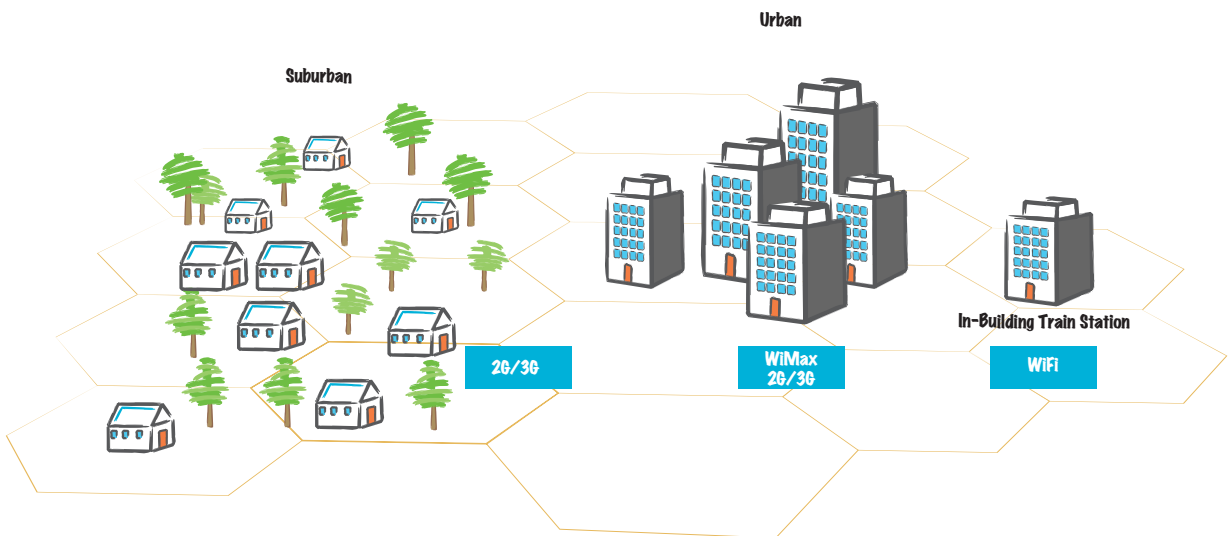 Urban
Suburban
In-Building Train Station
2G/3G
WiMax
2G/3G
WiFi